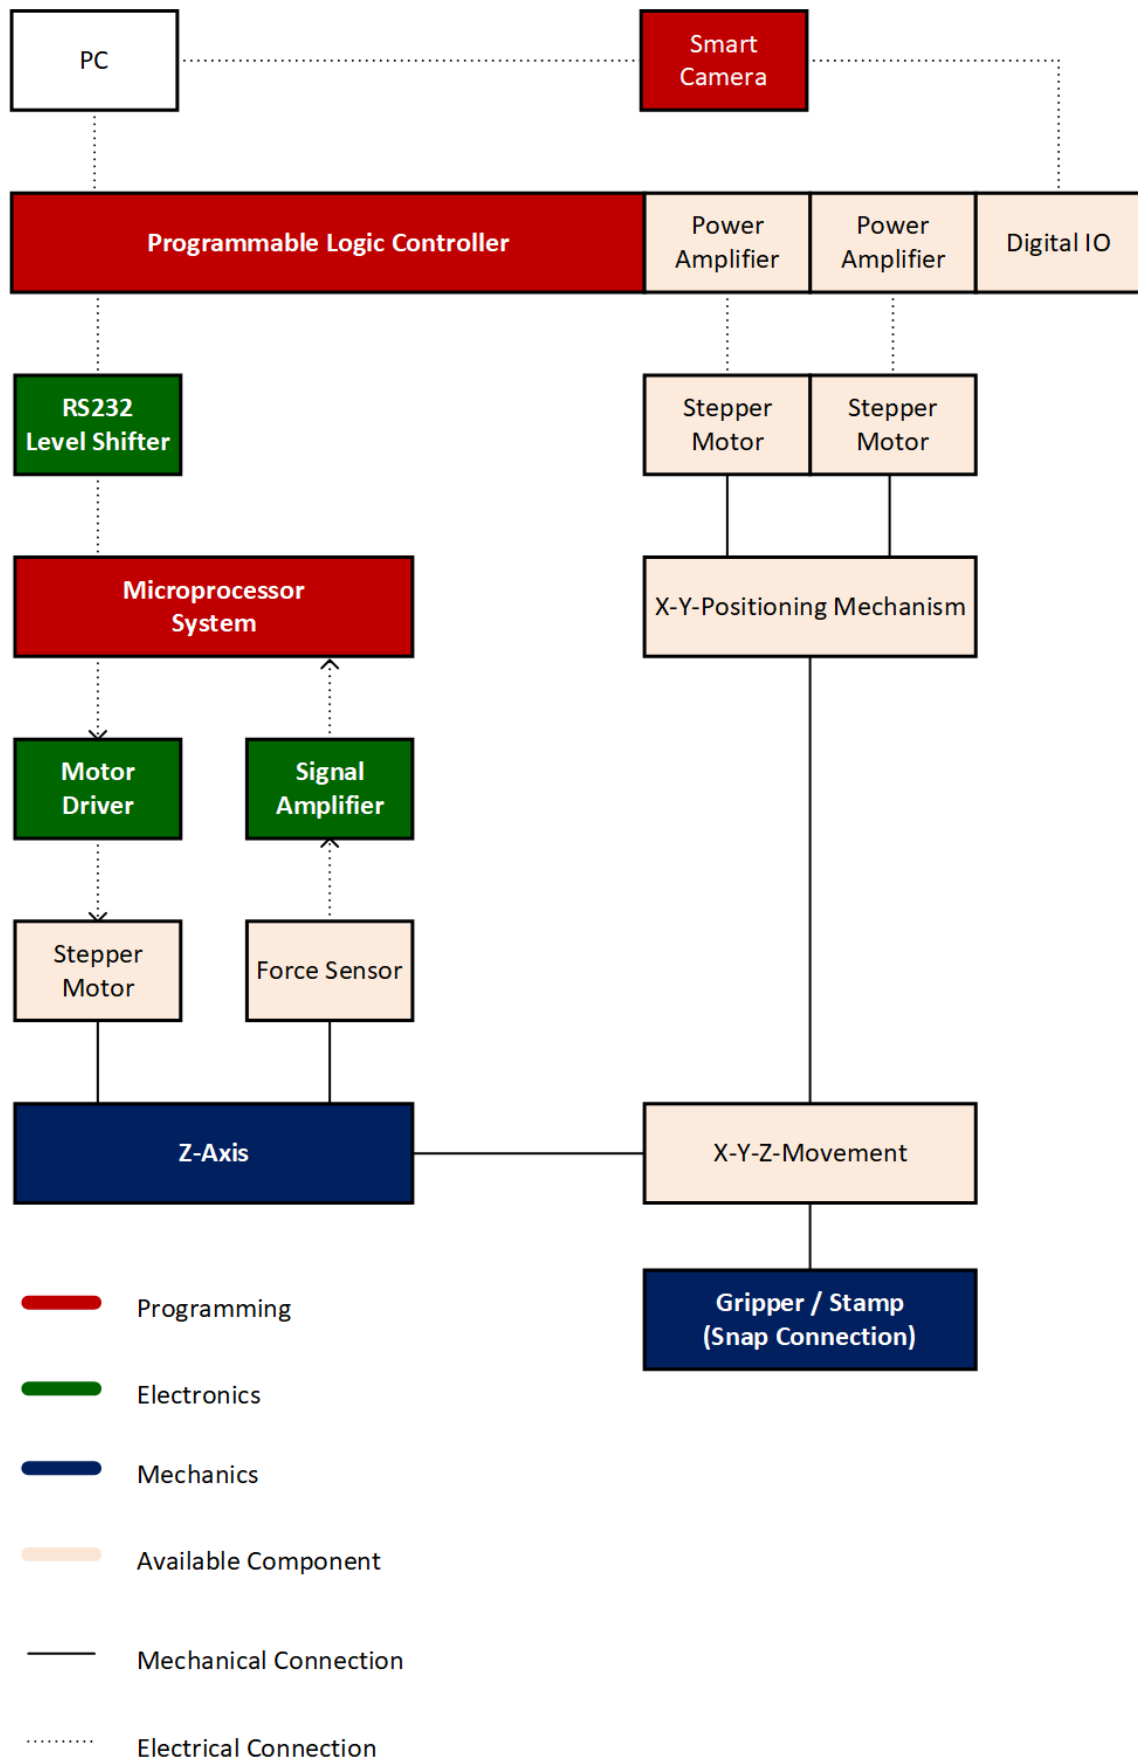 PC
Smart
Camera
Programmable Logic Controller
Power
Amplifier
Power
Amplifier
Digital IO
RS232
Level Shifter
Stepper
Motor
Stepper
Motor
Microprocessor
System
X-Y-Positioning Mechanism
Motor
Driver
Signal
Amplifier
Stepper
Motor
Force Sensor
Z-Axis
X-Y-Z-Movement
Gripper / Stamp
(Snap Connection)
Programming
Electronics
Mechanics
Available Component
Mechanical Connection
Electrical Connection